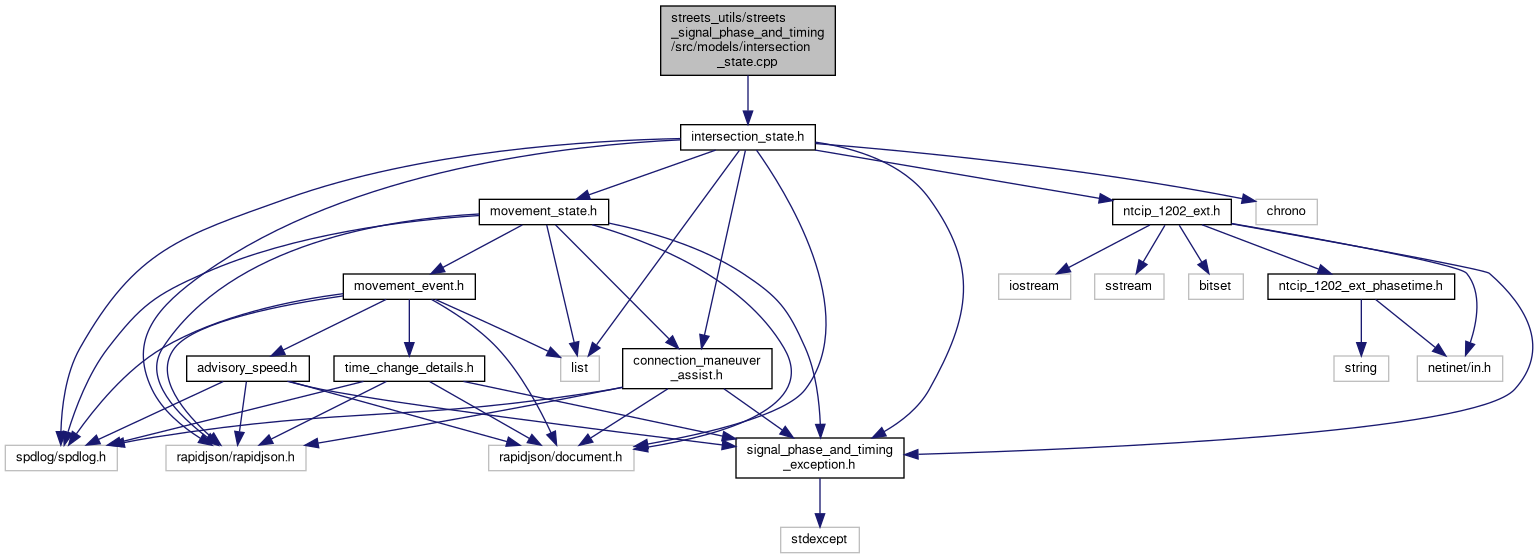 streets_utils/streets
_signal_phase_and_timing
/src/models/intersection
_state.cpp
intersection_state.h
movement_state.h
ntcip_1202_ext.h
chrono
movement_event.h
iostream
sstream
bitset
ntcip_1202_ext_phasetime.h
advisory_speed.h
time_change_details.h
list
connection_maneuver
_assist.h
string
netinet/in.h
spdlog/spdlog.h
rapidjson/rapidjson.h
rapidjson/document.h
signal_phase_and_timing
_exception.h
stdexcept